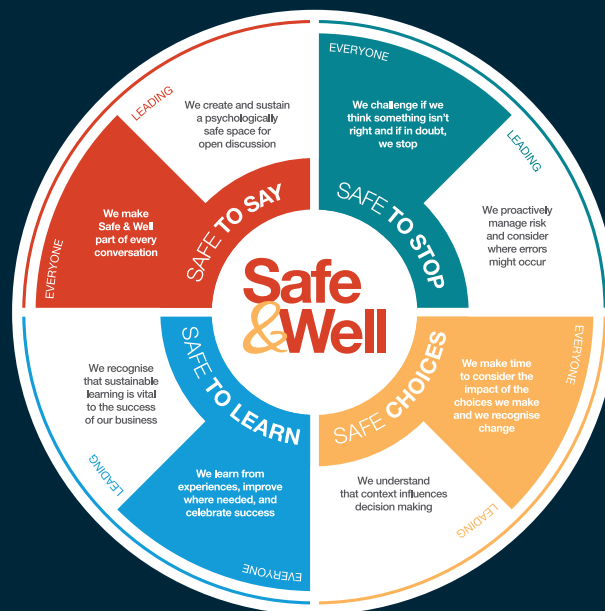 EVERYONE
We challenge if we
think something isn't
right and if in doubt,
we stop
LEADING
We proactively
manage risk
and consider
where errors
might occur
SAFE TO STOP
EVERYONE
We make time
to consider the
impact of the
choices we make
and we recognise
change
LEADING
We understand
that context influences
decision making
SAFE CHOICES
EVERYONE
We learn from
experiences, improve
where needed, and
celebrate success
LEADING
We recognise
that sustainable
learning is vital
to the success
of our business
SAFE TO LEARN
EVERYONE
We make
Safe & Well
part of every
conversation
LEADING
We create and sustain
a psychologically
safe space for
open discussion
SAFE TO SAY
Safe
&Well